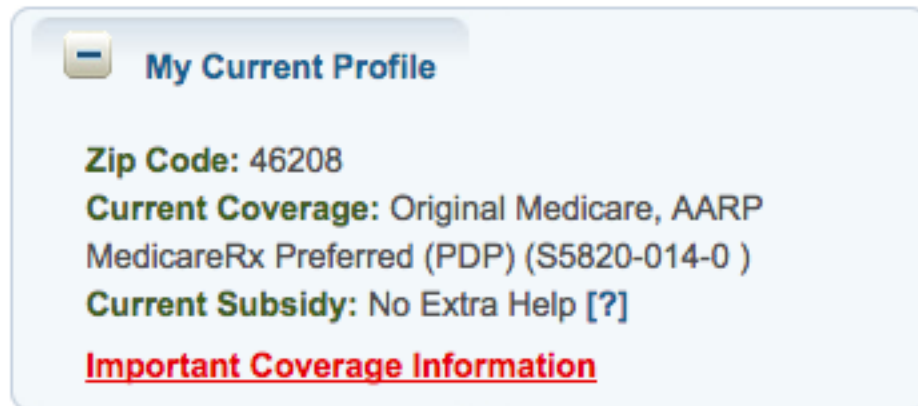 My Current Profile
Zip Code: 46208
Current Coverage: Original Medicare, AARP
MedicareRx Preferred (PDP) (S5820-014-0 )
Current Subsidy: No Extra Help [?]
Important Coverage Information